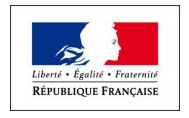 Liberté • Égalité • Fraternité
RÉPUBLIQUE FRANÇAISE